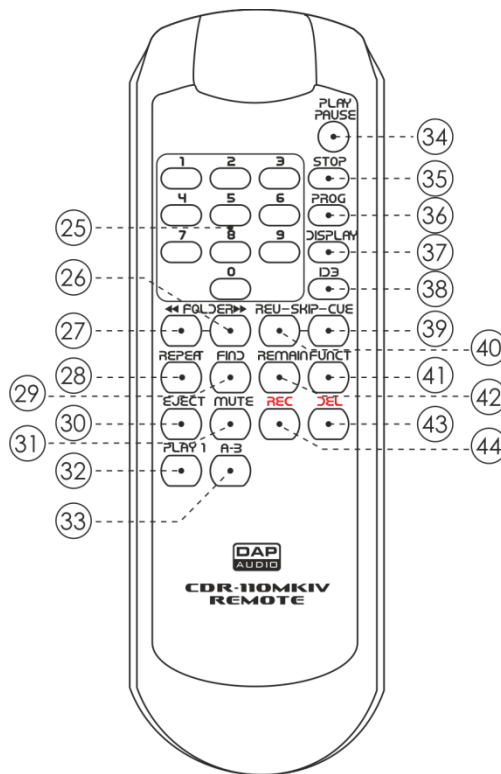 PLAY
PAUSE
34
1 2 3 STOP
35
4 5 6 PROG
36
25
7 8 9 DISPLAY
37
26
0 ID3
38
◀◀ FOLDER ▶▶ REV-SKIP-CUE
27
39
40
REPEAT FIND REMAIN FUNCT
28
41
29
42
EJECT MUTE REC DEL
30
43
31
44
PLAY 1 A-B
32
33
DAP
AUDIO
CDR-110MKIV
REMOTE